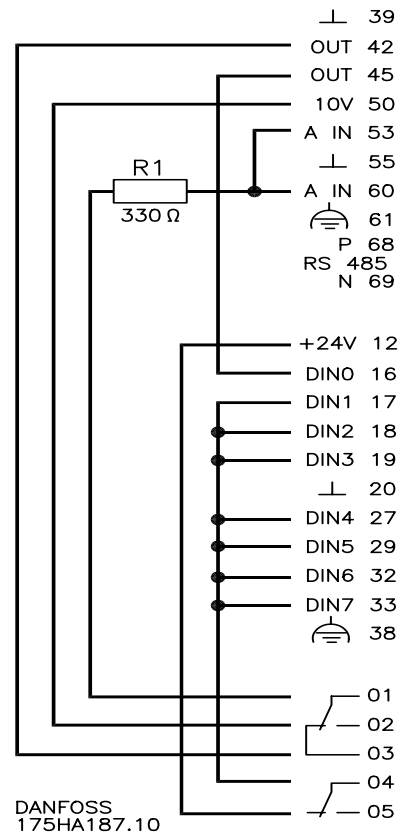 ⊥ 39
OUT 42
OUT 45
10V 50
A IN 53
⊥ 55
R1
A IN 60
330 Ω
61
P 68
RS 485
N 69
+24V 12
DIN0 16
DIN1 17
DIN2 18
DIN3 19
⊥ 20
DIN4 27
DIN5 29
DIN6 32
DIN7 33
38
01
02
03
04
05
DANFOSS
175HA187.10